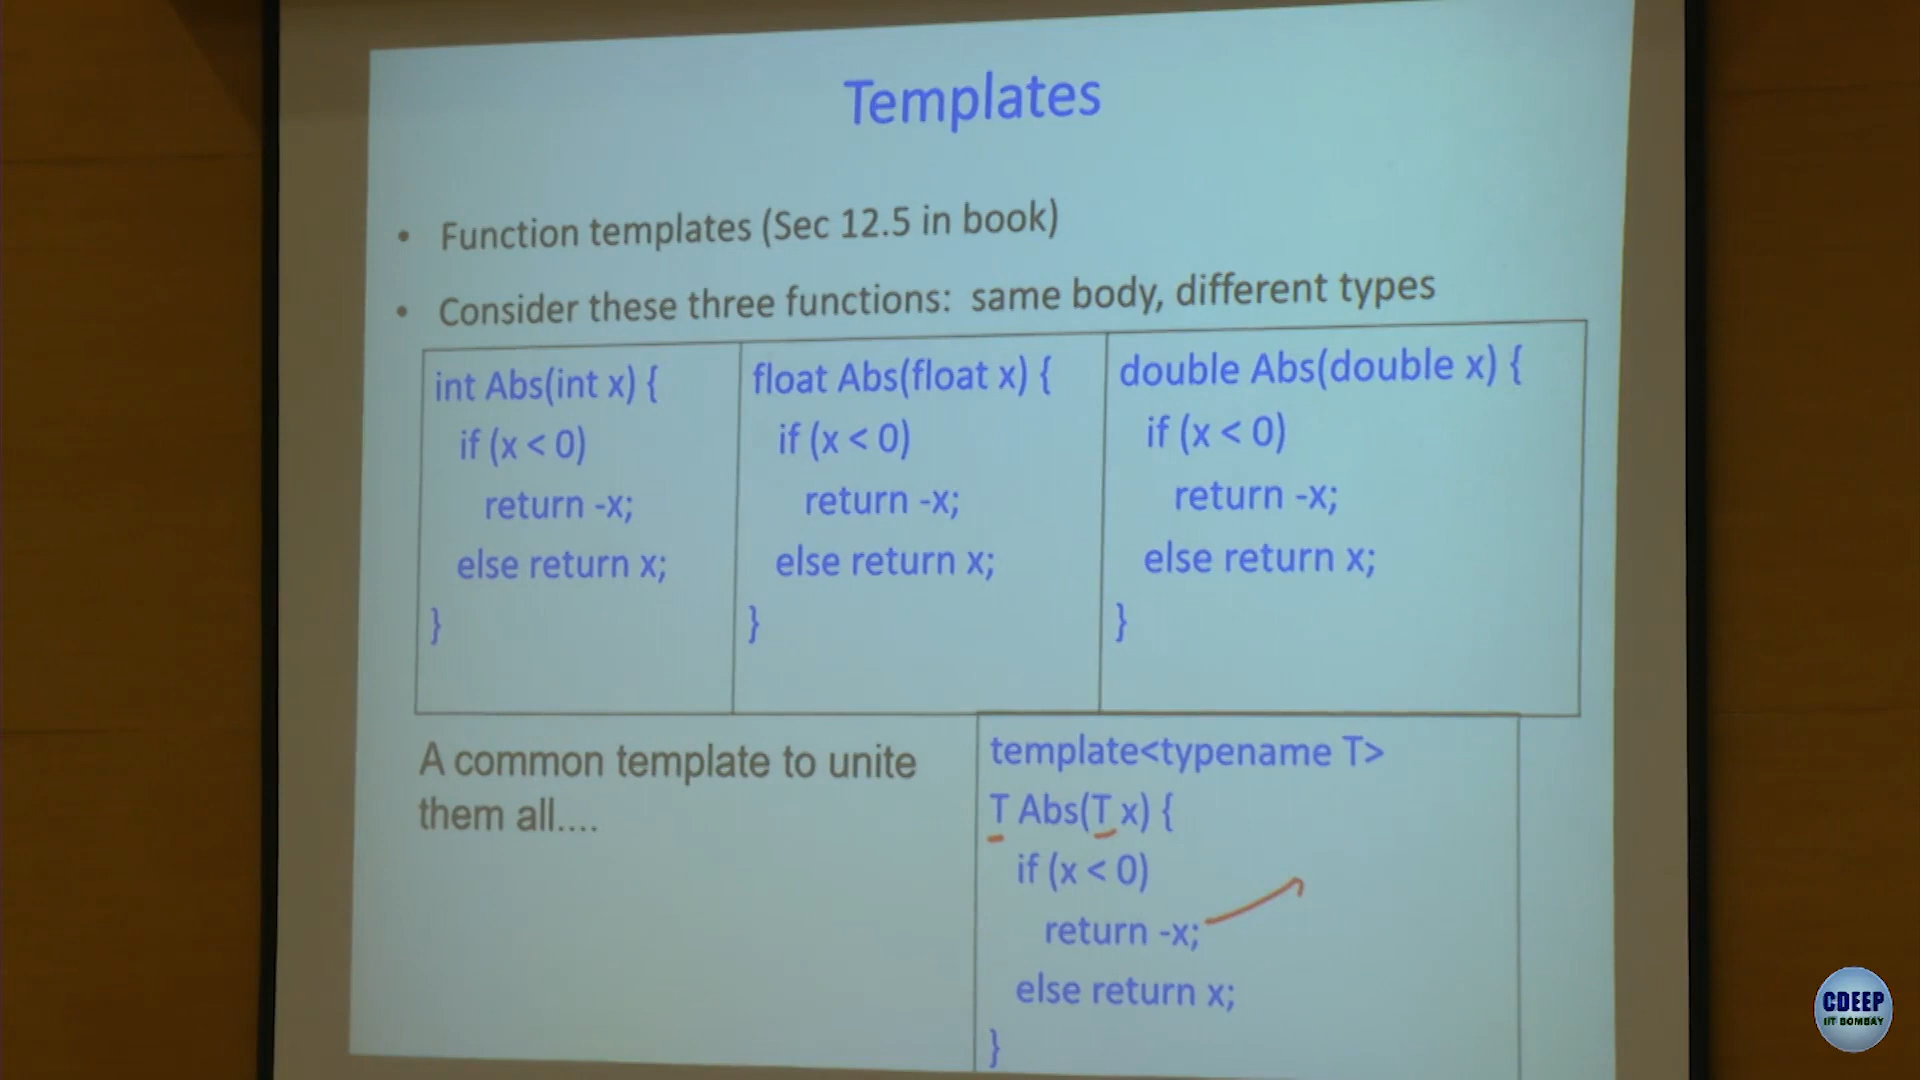 Templates
• Function templates (Sec 12.5 in book)
• Consider these three functions: same body, different types
int Abs(int x) {
if (x < 0)
return -x;
else return x;
}
float Abs(float x) {
if (x < 0)
return -x;
else return x;
}
double Abs(double x) {
if (x < 0)
return -x;
else return x;
}
A common template to unite
them all....
template<typename T>
T Abs(T x) {
if (x < 0)
return -x;
else return x;
}
CDEEP
IIT BOMBAY